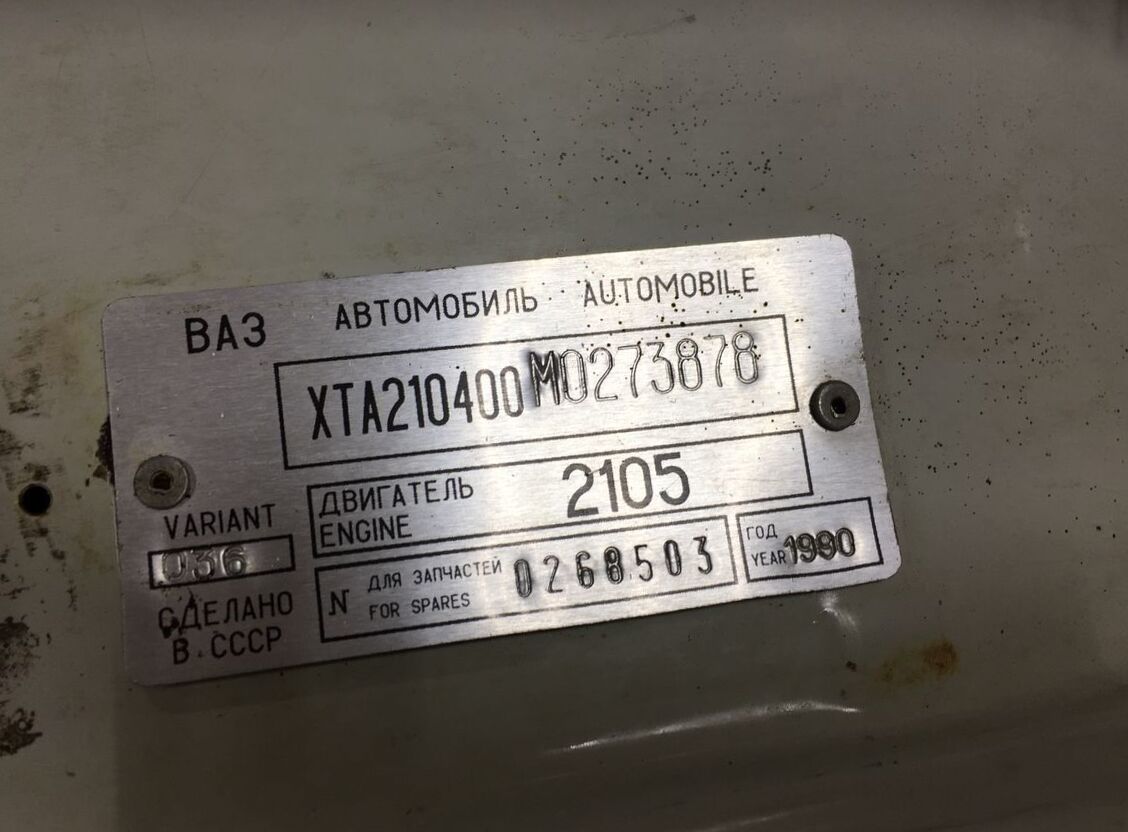 ВАЗ АВТОМОБИЛЬ AUTOMOBILE
XTA210400M0273878
ДВИГАТЕЛЬ 2105
ENGINE
VARIANT
036
N ДЛЯ ЗАПЧАСТЕЙ 0268503
FOR SPARES
ГОД 1990
YEAR
СДЕЛАНО
В СССР